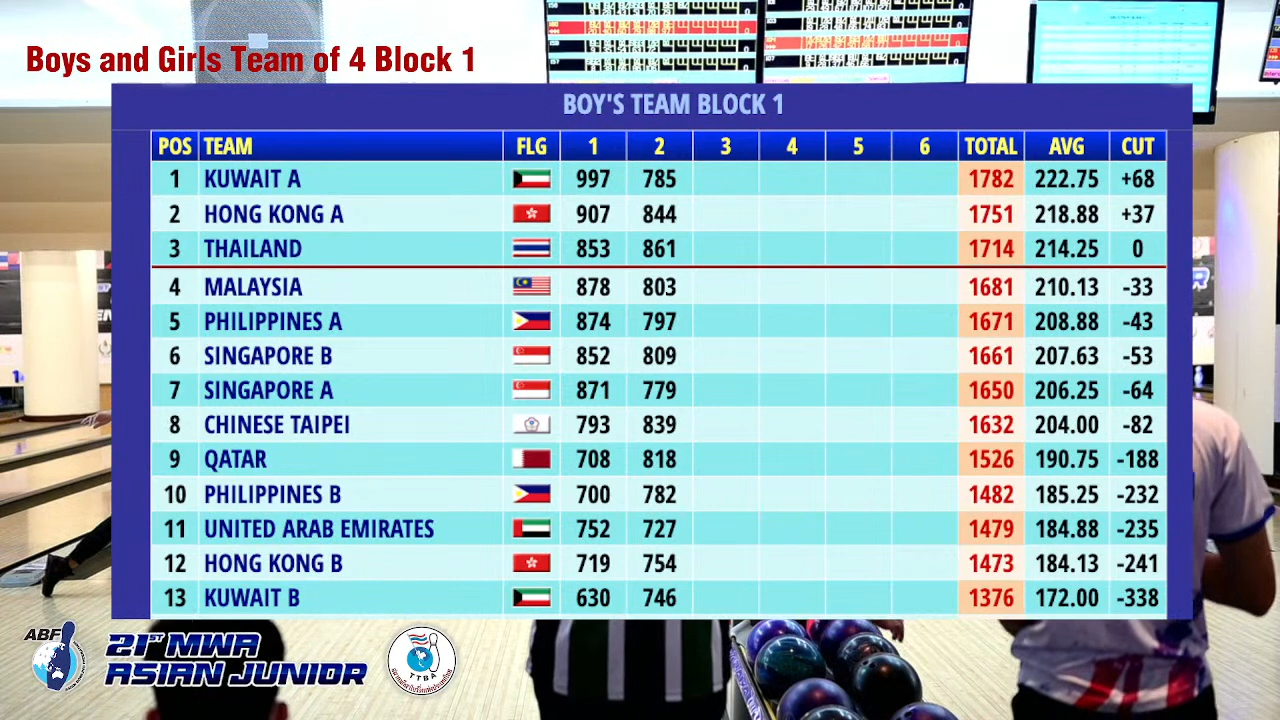 Boys and Girls Team of 4 Block 1
BOY'S TEAM BLOCK 1
POS TEAM FLG 1 2 3 4 5 6 TOTAL AVG CUT
1 KUWAIT A 997 785 1782 222.75 +68
2 HONG KONG A 907 844 1751 218.88 +37
3 THAILAND 853 861 1714 214.25 0
4 MALAYSIA 878 803 1681 210.13 -33
5 PHILIPPINES A 874 797 1671 208.88 -43
6 SINGAPORE B 852 809 1661 207.63 -53
7 SINGAPORE A 871 779 1650 206.25 -64
8 CHINESE TAIPEI 793 839 1632 204.00 -82
9 QATAR 708 818 1526 190.75 -188
10 PHILIPPINES B 700 782 1482 185.25 -232
11 UNITED ARAB EMIRATES 752 727 1479 184.88 -235
12 HONG KONG B 719 754 1473 184.13 -241
13 KUWAIT B 630 746 1376 172.00 -338
ABF
21ST MWA
ASIAN JUNIOR
TTBA